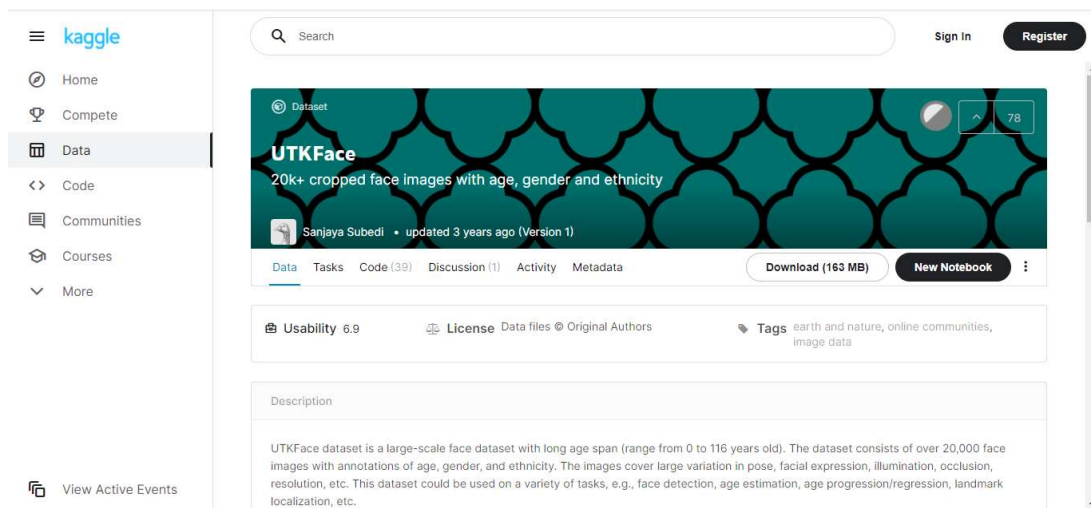 kaggle
Search
Sign In
Register
Home
Compete
Data
Code
Communities
Courses
More
View Active Events
Dataset
78
UTKFace
20k+ cropped face images with age, gender and ethnicity
Sanjaya Subedi • updated 3 years ago (Version 1)
Data Tasks Code (39) Discussion (1) Activity Metadata
Download (163 MB)
New Notebook
Usability 6.9
License Data files © Original Authors
Tags earth and nature, online communities,
image data
Description
UTKFace dataset is a large-scale face dataset with long age span (range from 0 to 116 years old). The dataset consists of over 20,000 face
images with annotations of age, gender, and ethnicity. The images cover large variation in pose, facial expression, illumination, occlusion,
resolution, etc. This dataset could be used on a variety of tasks, e.g., face detection, age estimation, age progression/regression, landmark
localization, etc.